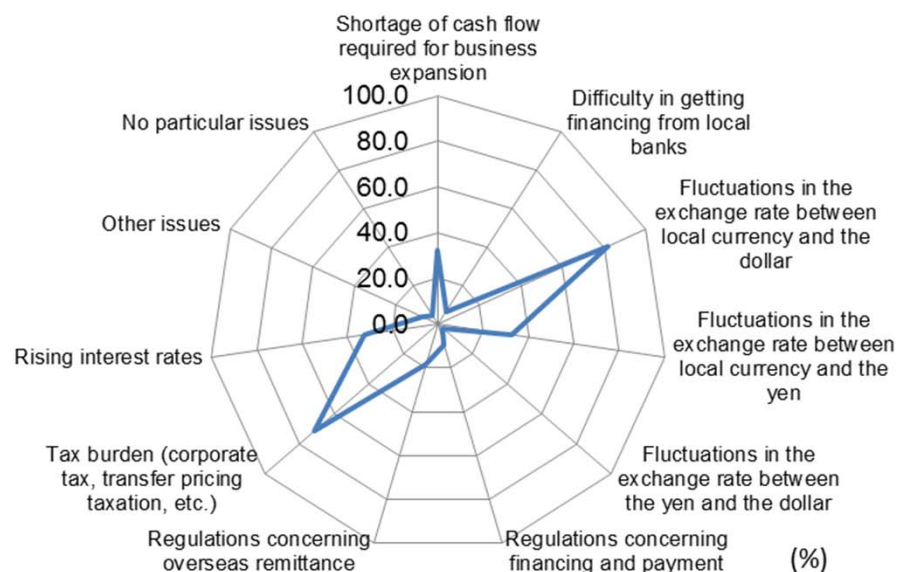 Shortage of cash flow
required for business
expansion
Difficulty in getting
financing from local
banks
Fluctuations in the
exchange rate between
local currency and the
dollar
Fluctuations in the
exchange rate between
local currency and the
yen
Fluctuations in the
exchange rate between
the yen and the dollar
Regulations concerning
financing and payment
(%)
Regulations concerning
overseas remittance
Tax burden (corporate
tax, transfer pricing
taxation, etc.)
Rising interest rates
Other issues
No particular issues
100.0
80.0
60.0
40.0
20.0
0.0